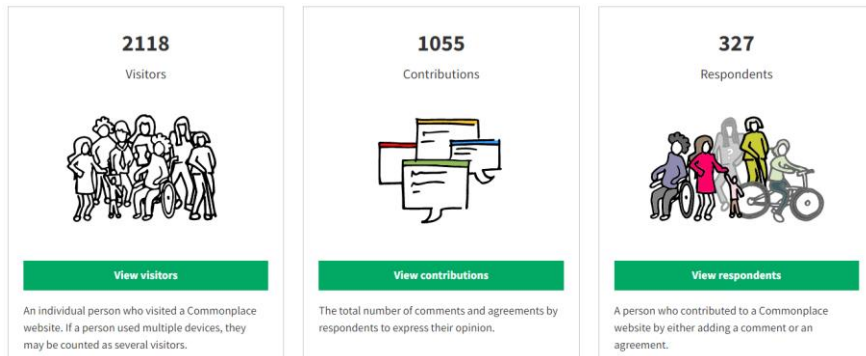 2118
Visitors
View visitors
An individual person who visited a Commonplace
website. If a person used multiple devices, they
may be counted as several visitors.
1055
Contributions
View contributions
The total number of comments and agreements by
respondents to express their opinion.
327
Respondents
View respondents
A person who contributed to a Commonplace
website by either adding a comment or an
agreement.